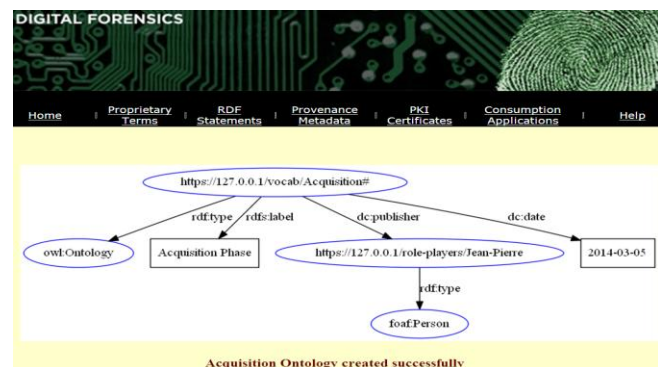 DIGITAL FORENSICS
Home | Proprietary Terms | RDF Statements | Provenance Metadata | PKI Certificates | Consumption Applications | Help
https://127.0.0.1/vocab/Acquisition#
rdf:type rdfs:label dc:publisher dc:date
owl:Ontology Acquisition Phase https://127.0.0.1/role-players/Jean-Pierre 2014-03-05
rdf:type
foaf:Person
Acquisition Ontology created successfully